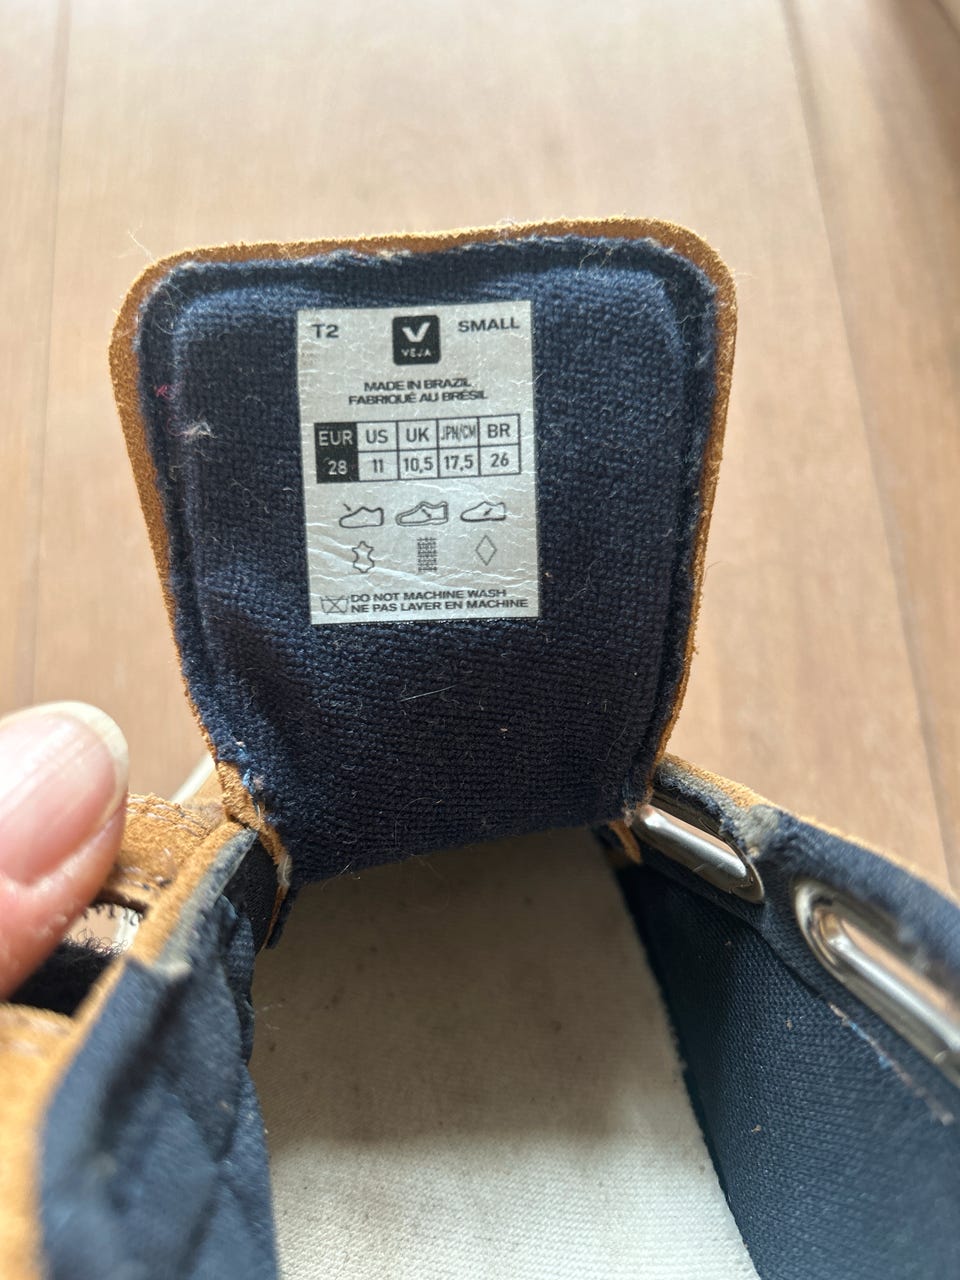 T2 V SMALL
VEJA
MADE IN BRAZIL
FABRIQUÉ AU BRÉSIL
EUR US UK JPN/CM BR
28 11 10,5 17,5 26
DO NOT MACHINE WASH
NE PAS LAVER EN MACHINE